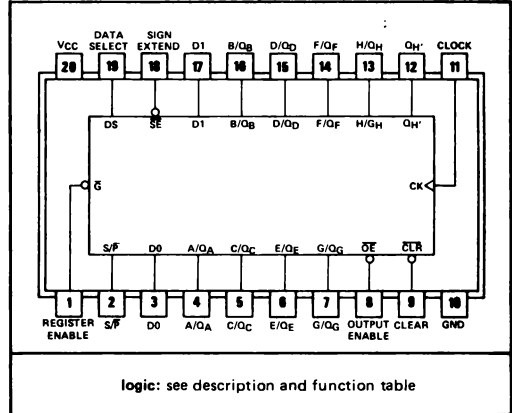 DATA SIGN
VCC SELECT EXTEND D1 B/QB D/QD F/QF H/QH QH' CLOCK
20 19 18 17 16 15 14 13 12 11
DS SE D1 B/QB D/QD F/QF H/GH QH'
G CK
S/P D0 A/QA C/QC E/QE G/QG OE CLR
1 2 3 4 5 6 7 8 9 10
REGISTER S/P D0 A/QA C/QC E/QE G/QG OUTPUT CLEAR GND
ENABLE ENABLE
logic: see description and function table